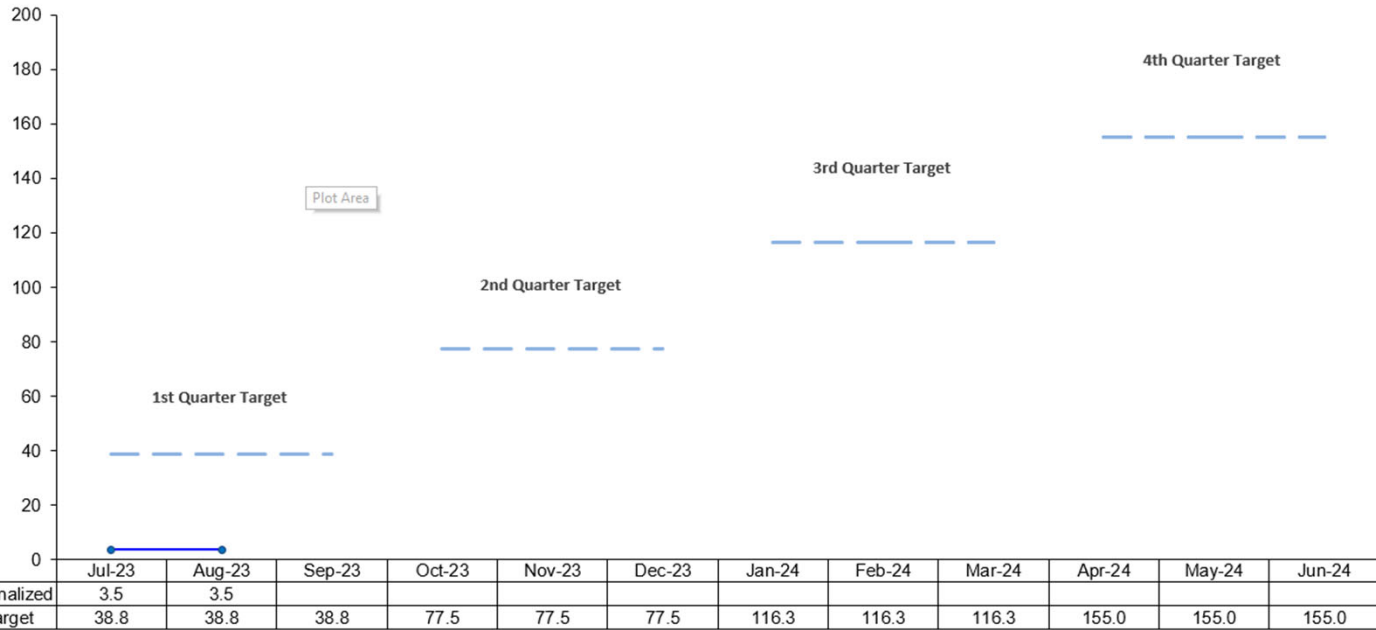 200
180
4th Quarter Target
160
3rd Quarter Target
140
Plot Area
120
100
2nd Quarter Target
80
60
1st Quarter Target
40
20
0
Jul-23 Aug-23 Sep-23 Oct-23 Nov-23 Dec-23 Jan-24 Feb-24 Mar-24 Apr-24 May-24 Jun-24
nalized 3.5 3.5
arget 38.8 38.8 38.8 77.5 77.5 77.5 116.3 116.3 116.3 155.0 155.0 155.0